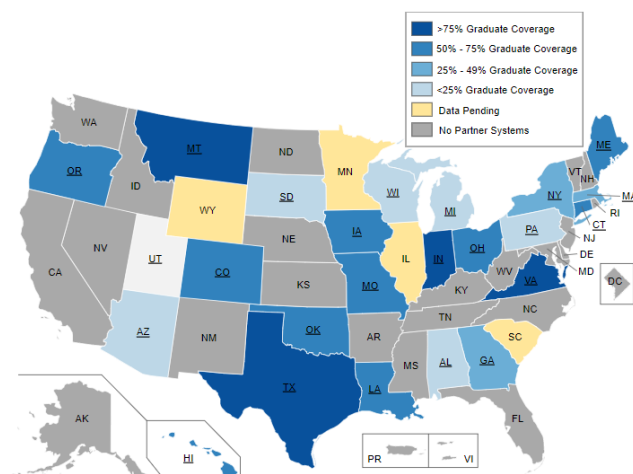 >75% Graduate Coverage
50% - 75% Graduate Coverage
25% - 49% Graduate Coverage
<25% Graduate Coverage
Data Pending
No Partner Systems
WA
MT
ND
MN
ME
OR
ID
SD
WI
MI
VT
NH
NY
MA
RI
CT
WY
IA
PA
NJ
NE
IL
IN
OH
DE
MD
NV
UT
CO
KS
MO
WV
VA
DC
CA
KY
NC
TN
AZ
NM
OK
AR
SC
MS
AL
GA
TX
LA
FL
AK
HI
PR
VI